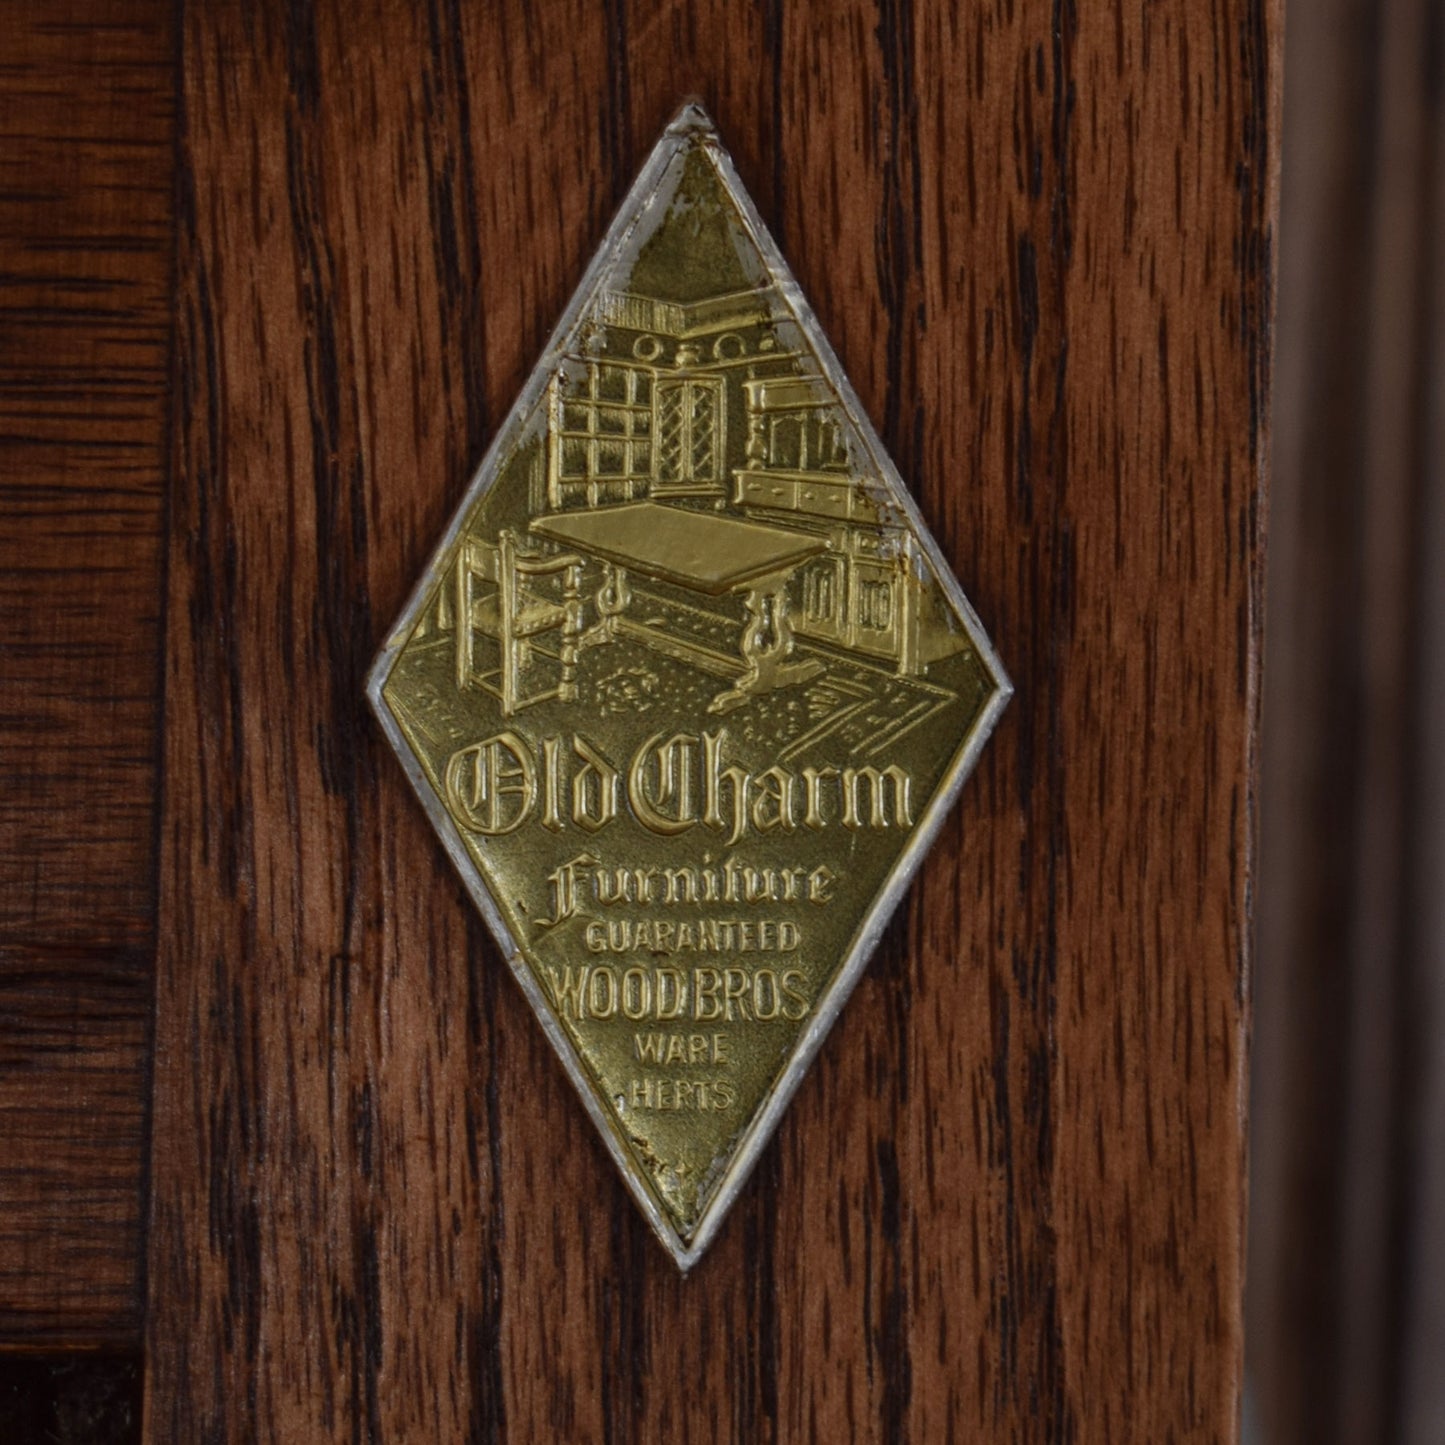 Old Charm
Furniture
GUARANTEED
WOOD BROS
WARE
HERTS